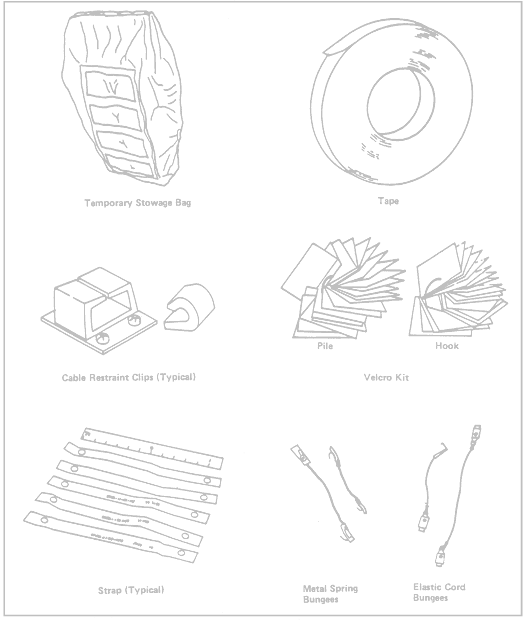 Temporary Stowage Bag
Tape
Cable Restraint Clips (Typical)
Pile
Hook
Velcro Kit
Strap (Typical)
Metal Spring
Bungees
Elastic Cord
Bungees